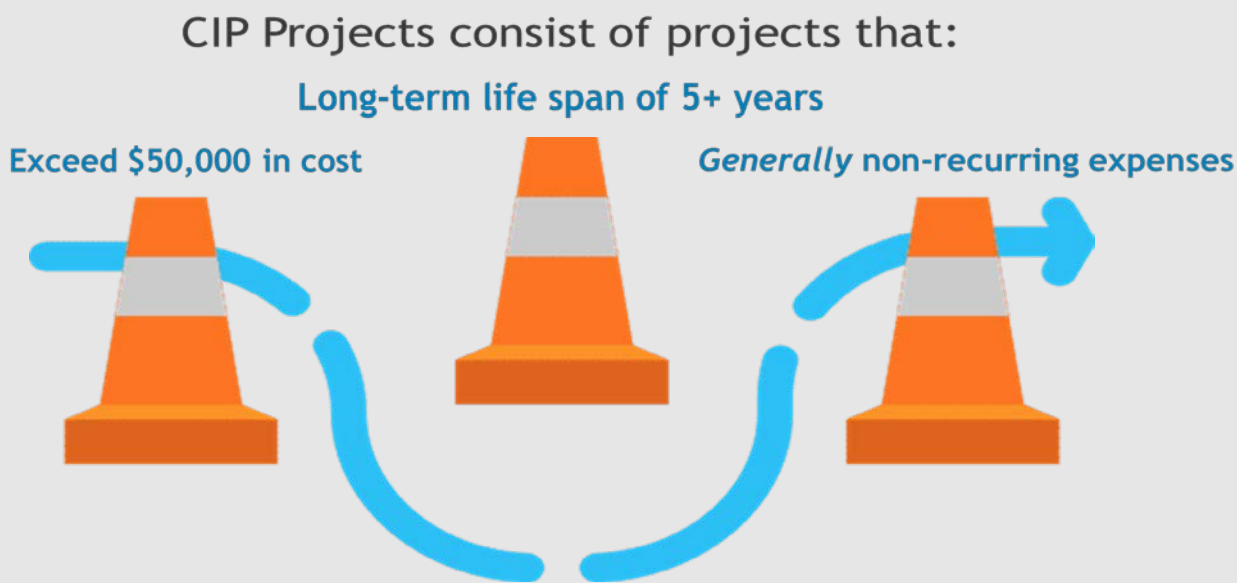 CIP Projects consist of projects that:
Long-term life span of 5+ years
Exceed $50,000 in cost
Generally non-recurring expenses